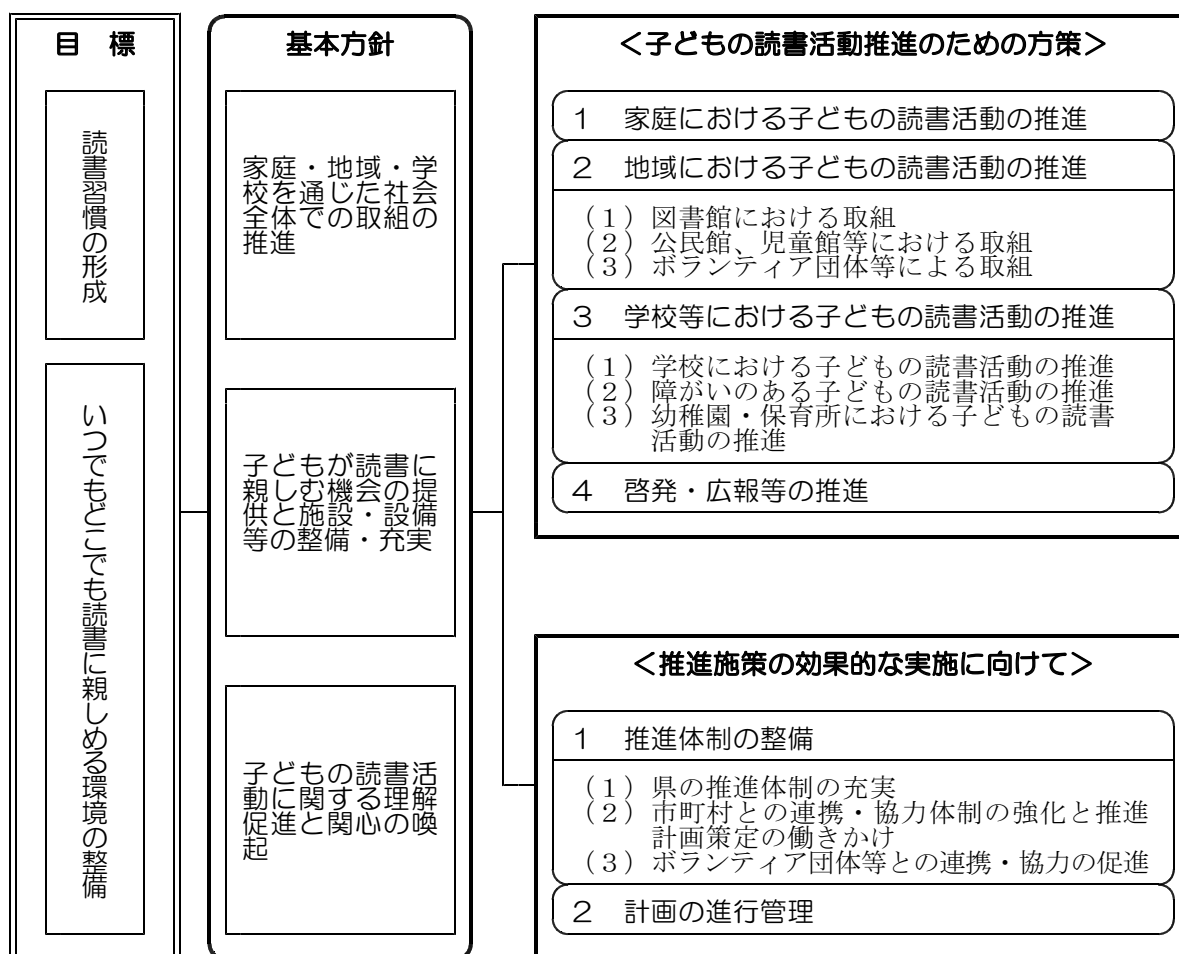 目　標
読書習慣の形成
いつでもどこでも読書に親しめる環境の整備
基本方針
家庭・地域・学
校を通じた社会
全体での取組の
推進
子どもが読書に
親しむ機会の提
供と施設・設備
等の整備・充実
子どもの読書活
動に関する理解
促進と関心の喚
起
＜子どもの読書活動推進のための方策＞
１　家庭における子どもの読書活動の推進
２　地域における子どもの読書活動の推進
（１）図書館における取組
（２）公民館、児童館等における取組
（３）ボランティア団体等による取組
３　学校等における子どもの読書活動の推進
（１）学校における子どもの読書活動の推進
（２）障がいのある子どもの読書活動の推進
（３）幼稚園・保育所における子どもの読書
活動の推進
４　啓発・広報等の推進
＜推進施策の効果的な実施に向けて＞
１　推進体制の整備
（１）県の推進体制の充実
（２）市町村との連携・協力体制の強化と推進
計画策定の働きかけ
（３）ボランティア団体等との連携・協力の促進
２　計画の進行管理